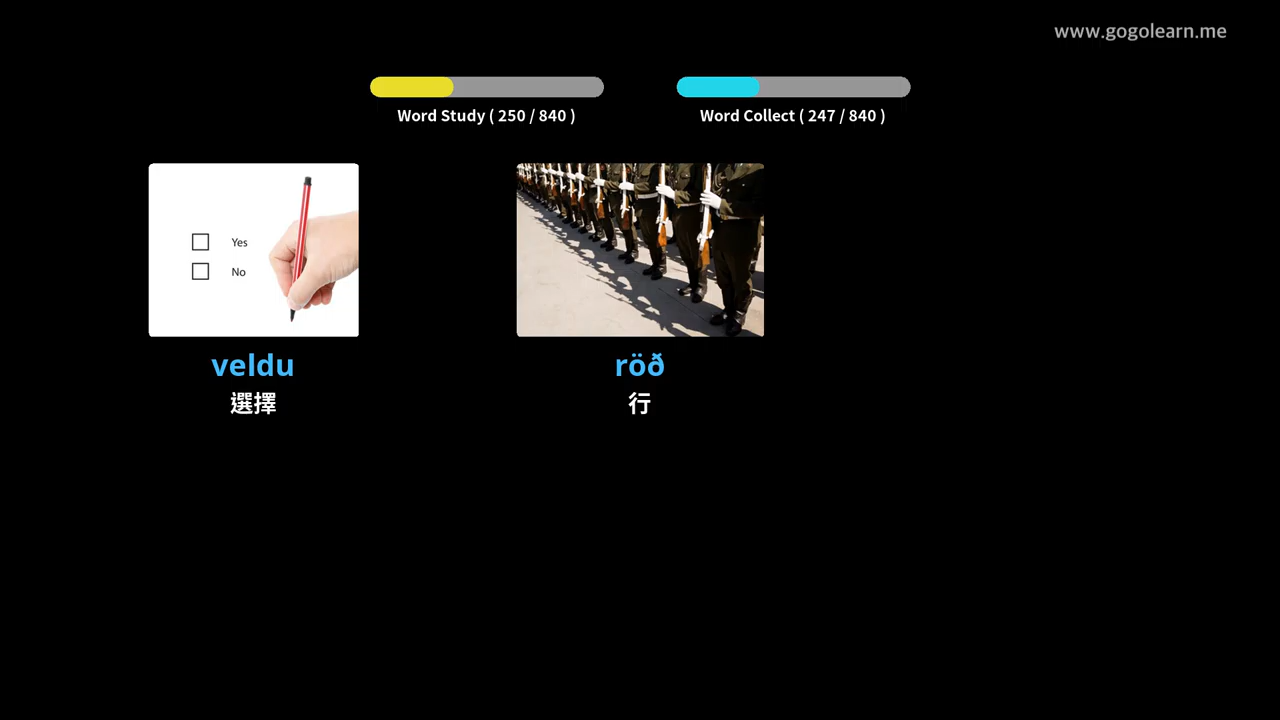 www.gogolearn.me
Word Study ( 250 / 840 )
Word Collect ( 247 / 840 )
Yes
No
veldu
röð
選擇
行